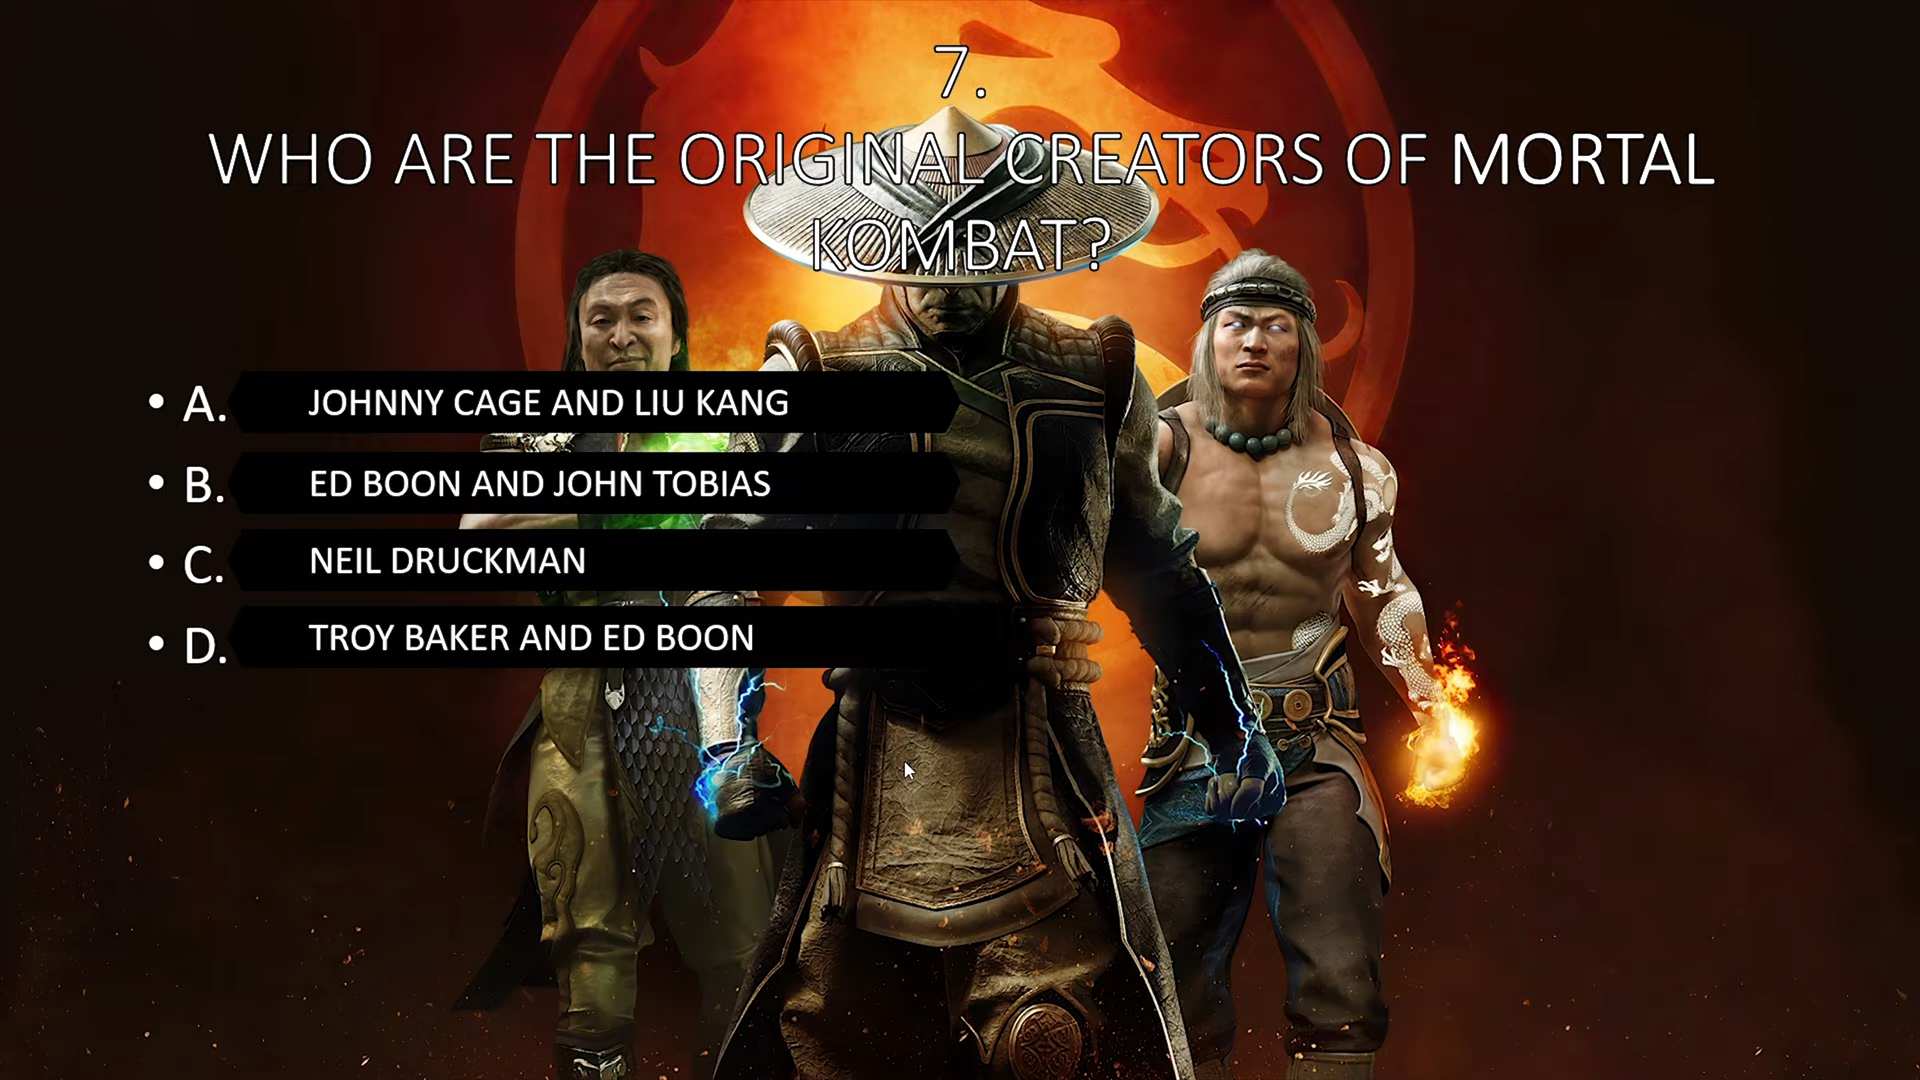 7.
WHO ARE THE ORIGINAL CREATORS OF MORTAL
KOMBAT?
• A. JOHNNY CAGE AND LIU KANG
• B. ED BOON AND JOHN TOBIAS
• C. NEIL DRUCKMAN
• D. TROY BAKER AND ED BOON